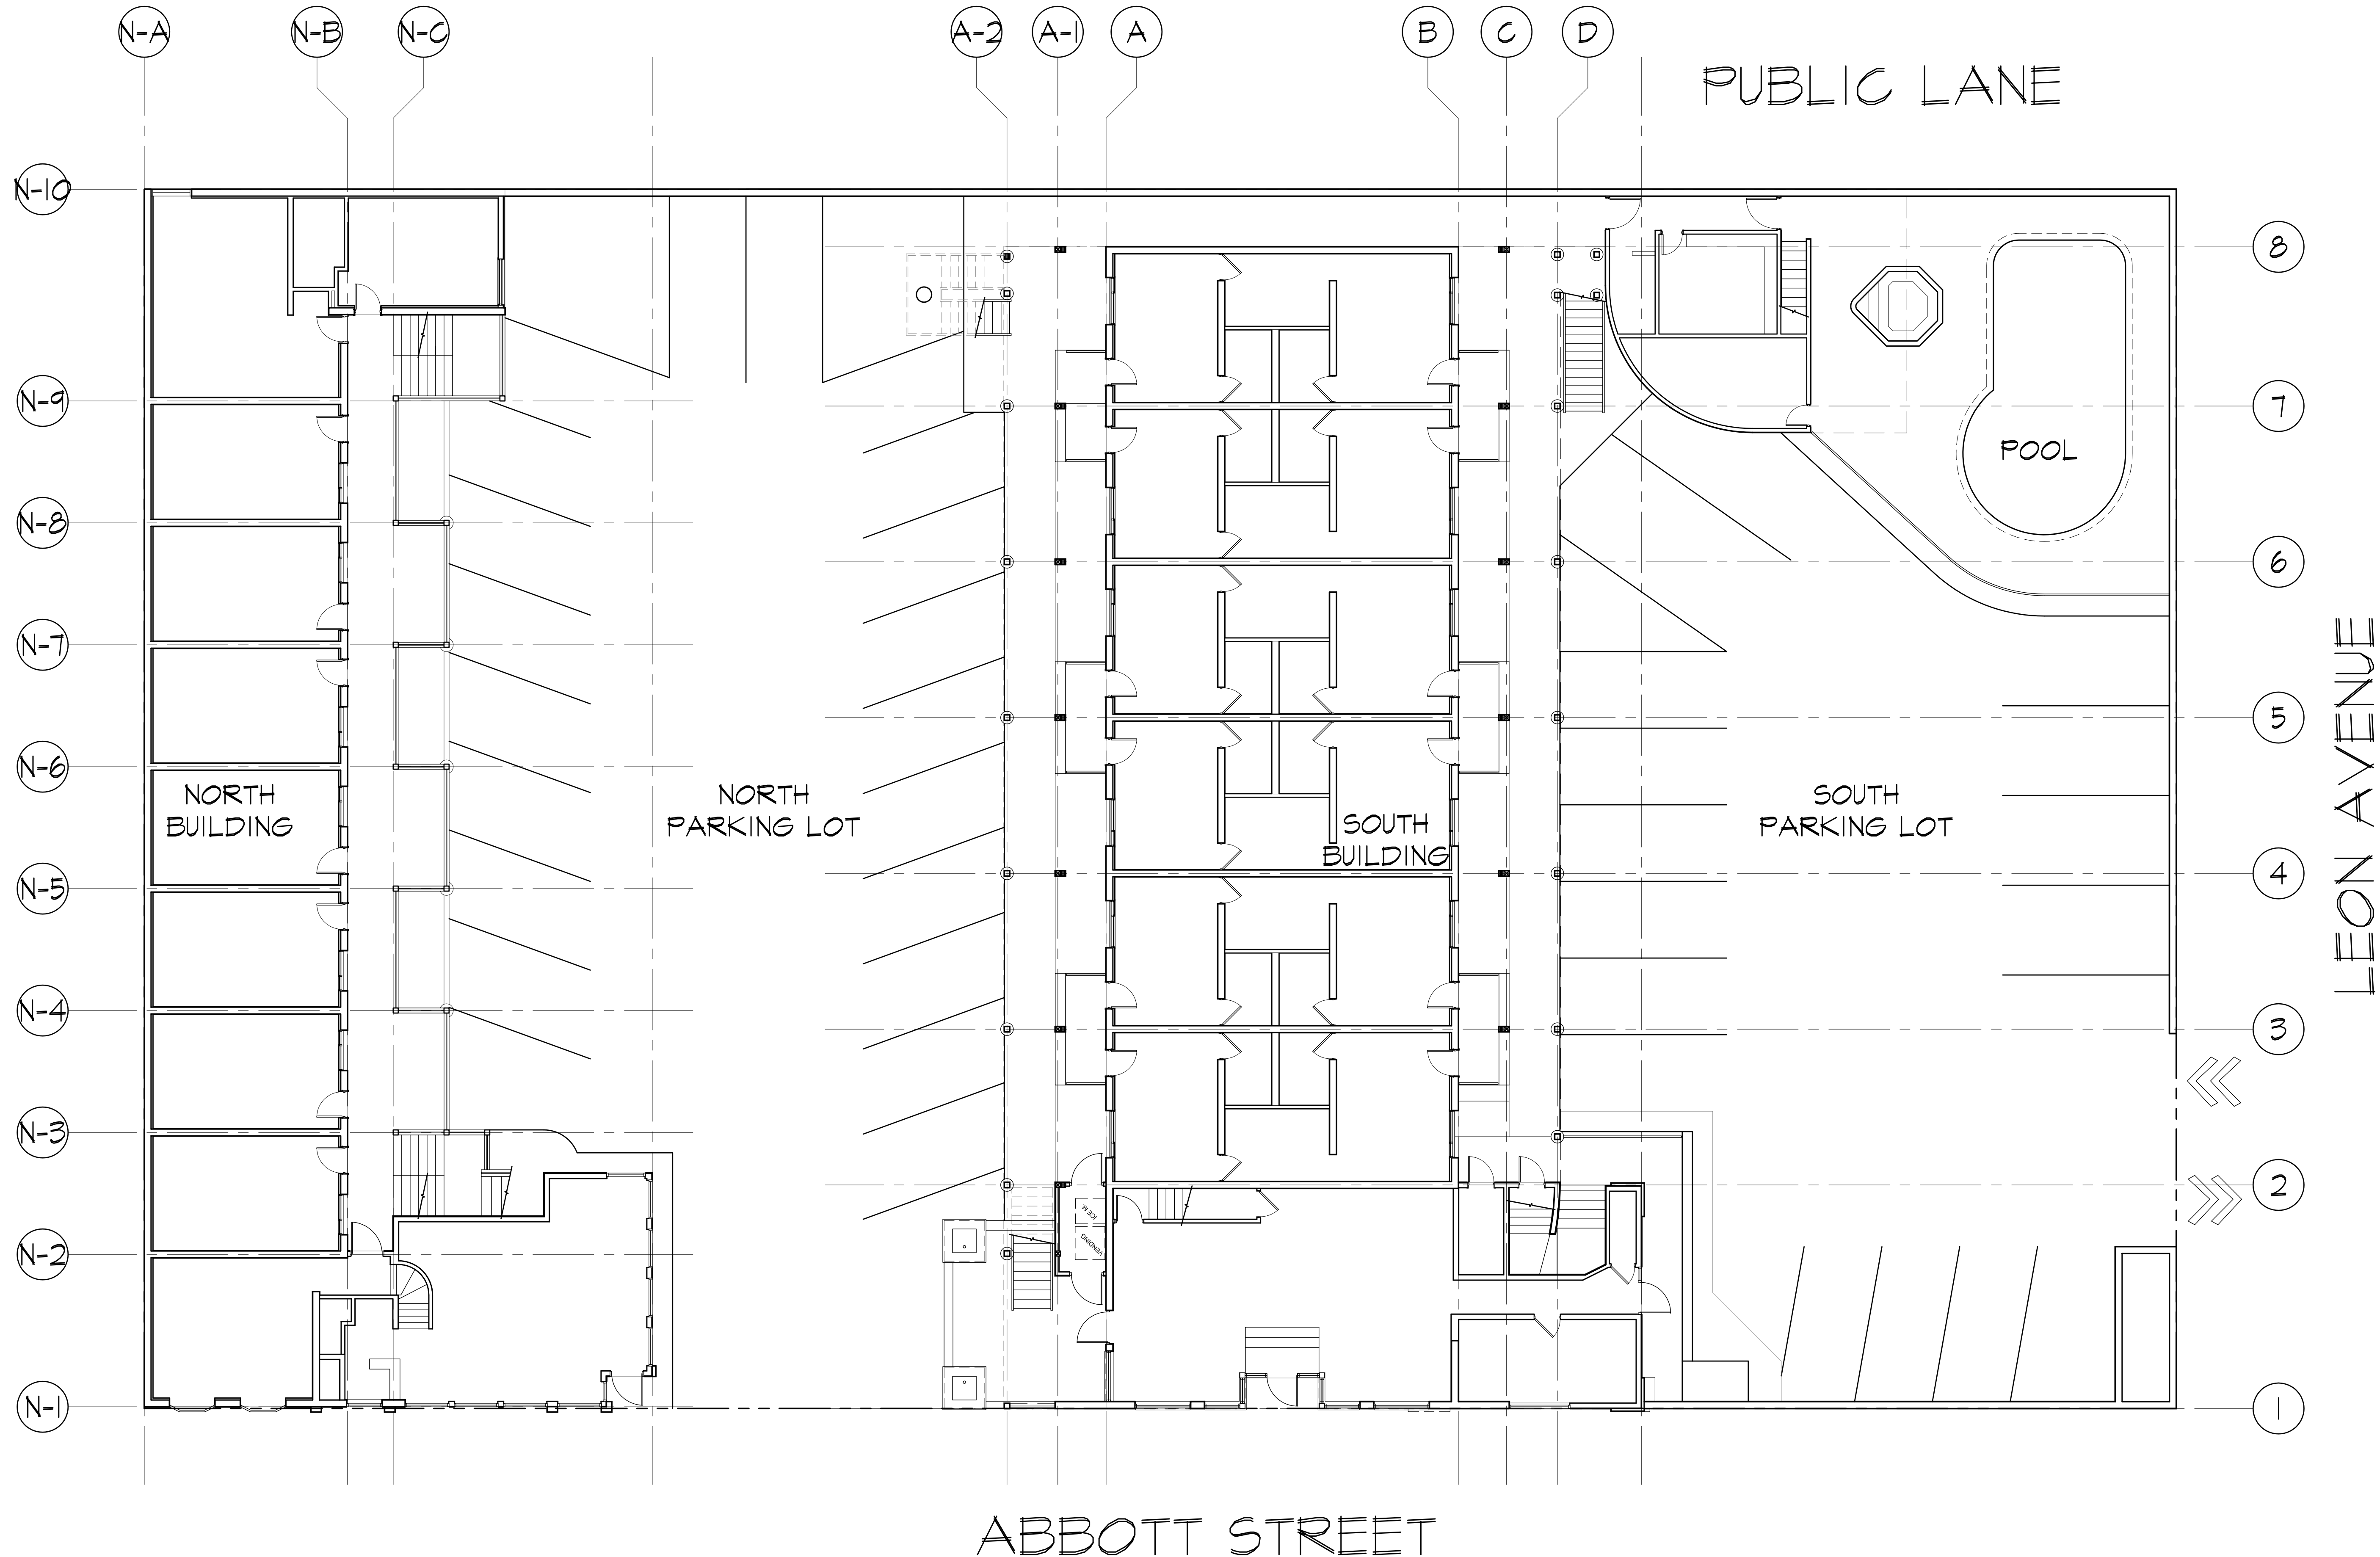 N-A
N-B
N-C
A-2
A-1
A
B
C
D
PUBLIC LANE
N-10
8
N-9
7
POOL
N-8
6
N-7
5
N-6
NORTH
BUILDING
NORTH
PARKING LOT
SOUTH
BUILDING
SOUTH
PARKING LOT
LEON AVENUE
N-5
4
N-4
3
N-3
2
ICE M.
VENDING
N-2
N-1
1
ABBOTT STREET